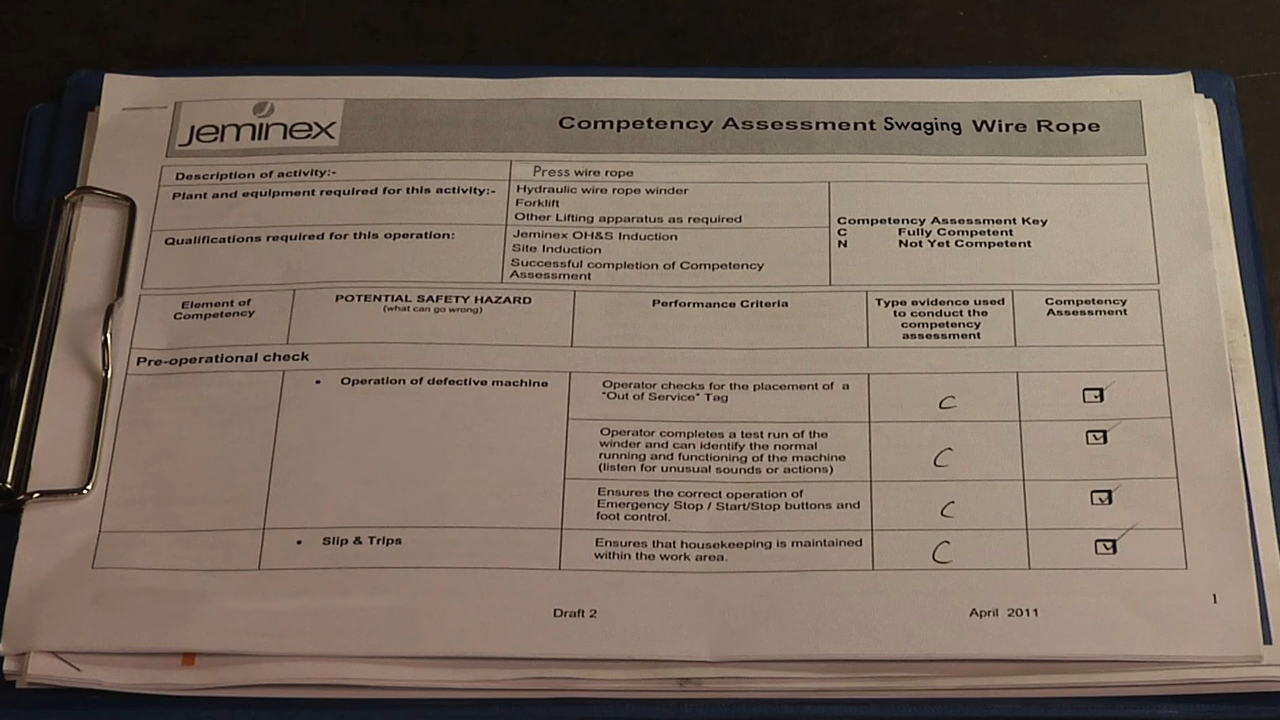 Jeminex
Competency Assessment Swaging Wire Rope
Description of activity:-
Press wire rope
Plant and equipment required for this activity:-
Hydraulic wire rope winder
Forklift
Other Lifting apparatus as required
Qualifications required for this operation:
Jeminex OH&S Induction
Site Induction
Successful completion of Competency
Assessment
Competency Assessment Key
C Fully Competent
N Not Yet Competent
Element of
Competency
POTENTIAL SAFETY HAZARD
(what can go wrong)
Performance Criteria
Type evidence used
to conduct the
competency
assessment
Competency
Assessment
Pre-operational check
• Operation of defective machine
Operator checks for the placement of a
"Out of Service" Tag
C
Operator completes a test run of the
winder and can identify the normal
running and functioning of the machine
(listen for unusual sounds or actions)
C
Ensures the correct operation of
Emergency Stop / Start/Stop buttons and
foot control.
C
• Slip & Trips
Ensures that housekeeping is maintained
within the work area.
C
Draft 2
April 2011
1